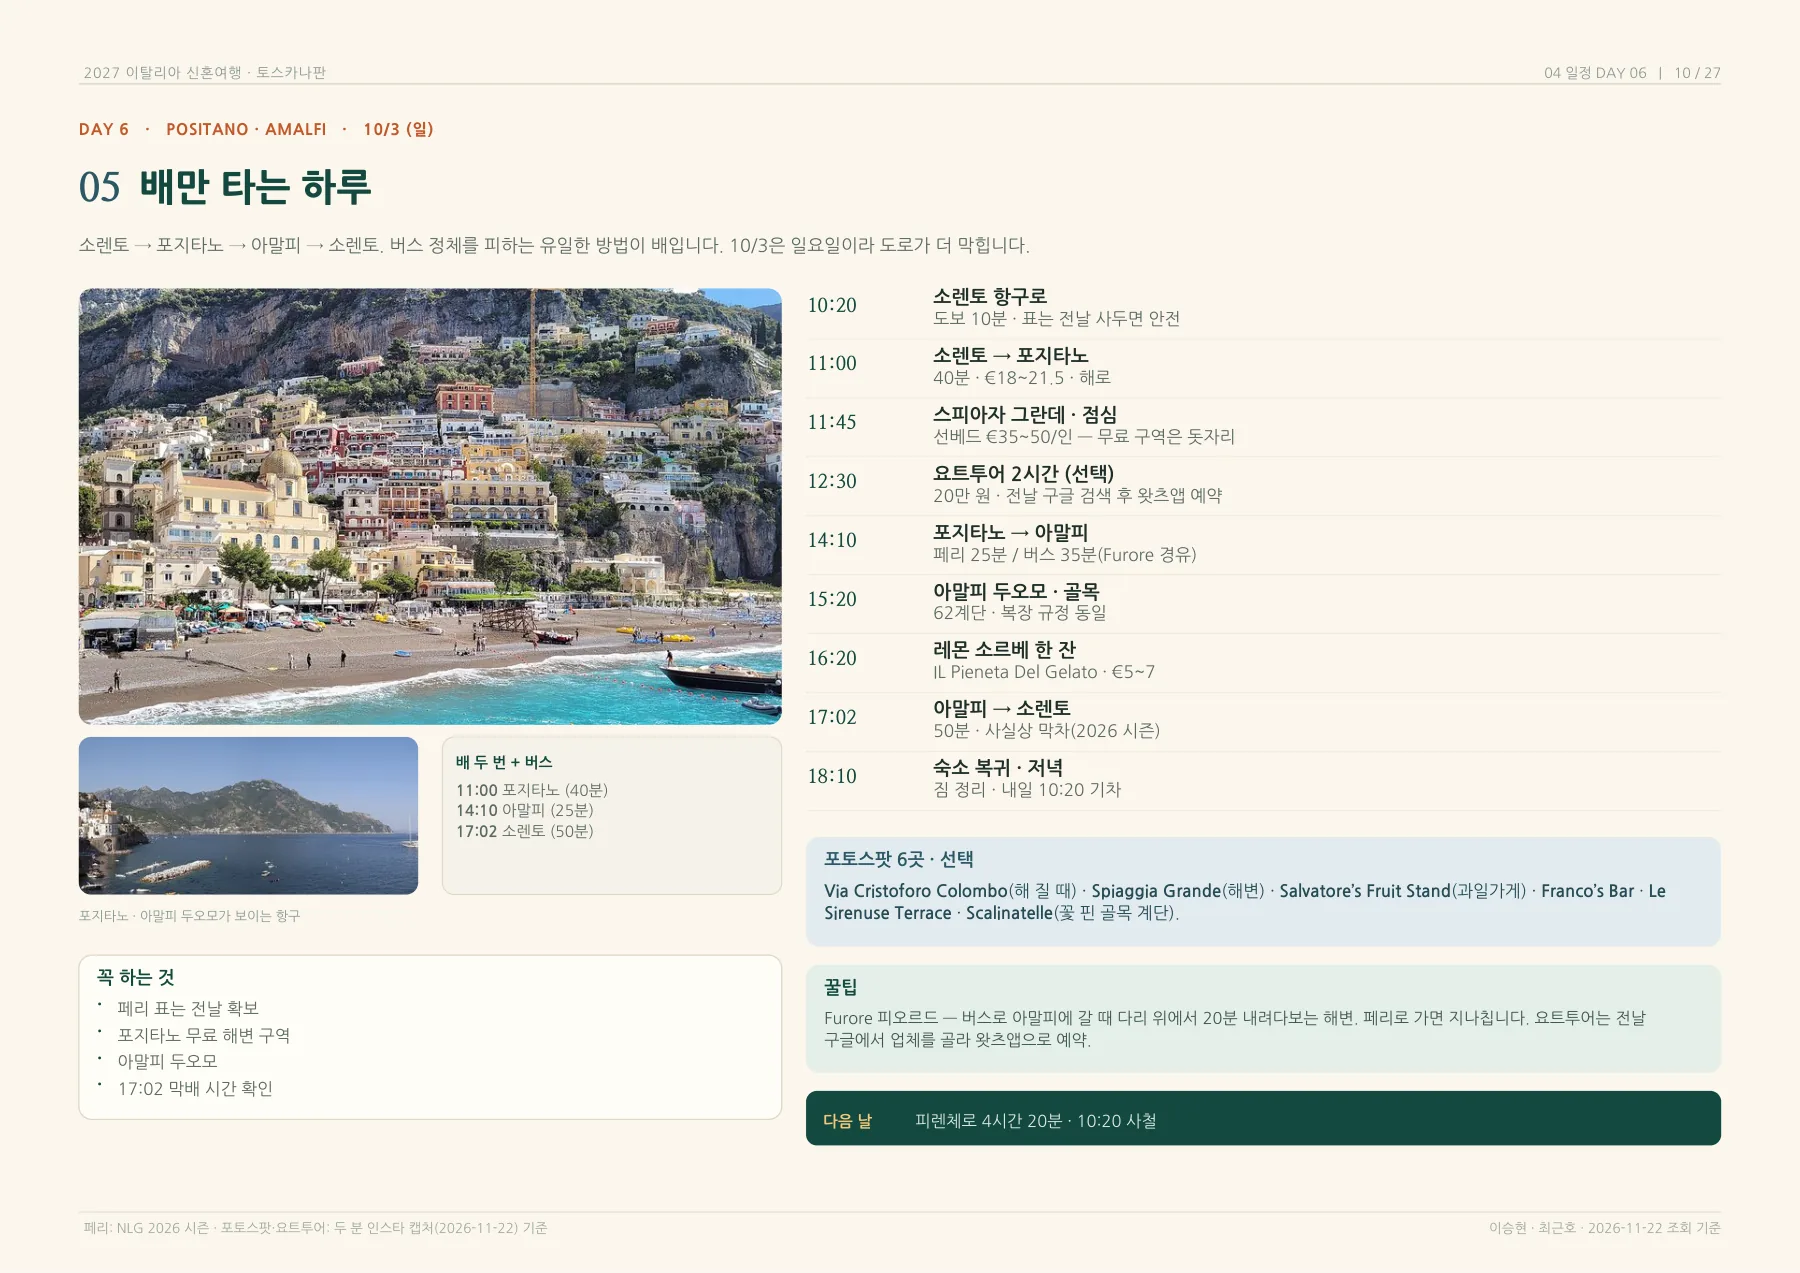 2027 이탈리아 신혼여행 · 토스카나판
04 일정 DAY 06 | 10 / 27
DAY 6 · POSITANO · AMALFI · 10/3 (일)
05 배만 타는 하루
소렌토 → 포지타노 → 아말피 → 소렌토. 버스 정체를 피하는 유일한 방법이 배입니다. 10/3은 일요일이라 도로가 더 막힙니다.
10:20 소렌토 항구로
도보 10분 · 표는 전날 사두면 안전
11:00 소렌토 → 포지타노
40분 · €18~21.5 · 해로
11:45 스피아자 그란데 · 점심
선베드 €35~50/인 — 무료 구역은 돗자리
12:30 요트투어 2시간 (선택)
20만 원 · 전날 구글 검색 후 왓츠앱 예약
14:10 포지타노 → 아말피
페리 25분 / 버스 35분(Furore 경유)
15:20 아말피 두오모 · 골목
62계단 · 복장 규정 동일
16:20 레몬 소르베 한 잔
IL Pieneta Del Gelato · €5~7
17:02 아말피 → 소렌토
50분 · 사실상 막차(2026 시즌)
18:10 숙소 복귀 · 저녁
짐 정리 · 내일 10:20 기차
배 두 번 + 버스
11:00 포지타노 (40분)
14:10 아말피 (25분)
17:02 소렌토 (50분)
포지타노 · 아말피 두오모가 보이는 항구
꼭 하는 것
· 페리 표는 전날 확보
· 포지타노 무료 해변 구역
· 아말피 두오모
· 17:02 막배 시간 확인
포토스팟 6곳 · 선택
Via Cristoforo Colombo(해 질 때) · Spiaggia Grande(해변) · Salvatore’s Fruit Stand(과일가게) · Franco’s Bar · Le
Sirenuse Terrace · Scalinatelle(꽃 핀 골목 계단).
꿀팁
Furore 피오르드 — 버스로 아말피에 갈 때 다리 위에서 20분 내려다보는 해변. 페리로 가면 지나칩니다. 요트투어는 전날
구글에서 업체를 골라 왓츠앱으로 예약.
다음 날 피렌체로 4시간 20분 · 10:20 사철
페리: NLG 2026 시즌 · 포토스팟·요트투어: 두 분 인스타 캡처(2026-11-22) 기준
이승현 · 최근호 · 2026-11-22 조회 기준